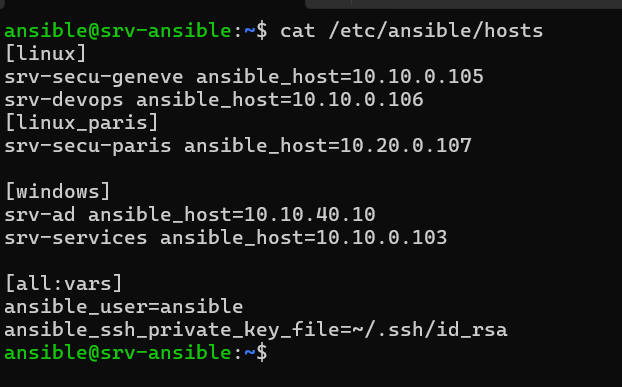 ansible@srv-ansible:~$ cat /etc/ansible/hosts
[linux]
srv-secu-geneve ansible_host=10.10.0.105
srv-devops ansible_host=10.10.0.106
[linux_paris]
srv-secu-paris ansible_host=10.20.0.107
[windows]
srv-ad ansible_host=10.10.40.10
srv-services ansible_host=10.10.0.103
[all:vars]
ansible_user=ansible
ansible_ssh_private_key_file=~/.ssh/id_rsa
ansible@srv-ansible:~$